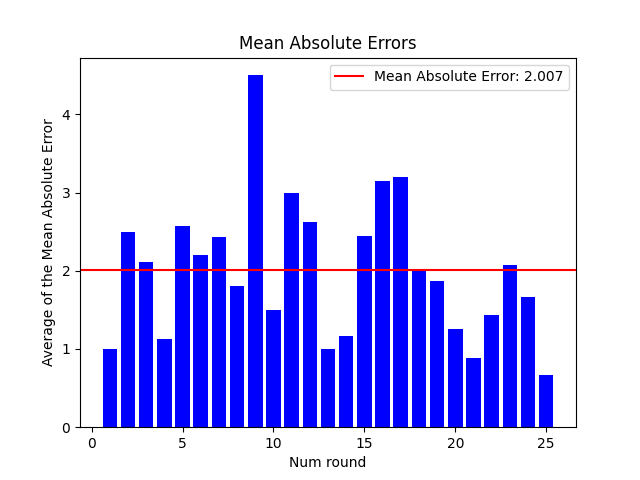 Mean Absolute Errors
Mean Absolute Error: 2.007
Average of the Mean Absolute Error
4
3
2
1
0
0 5 10 15 20 25
Num round